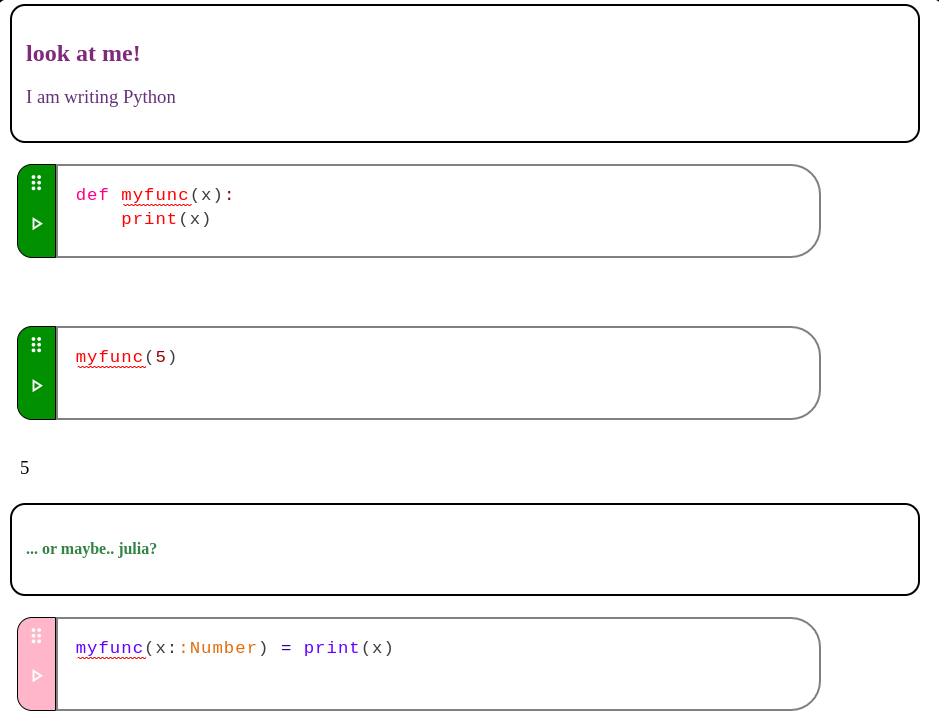 look at me!
I am writing Python
def myfunc(x):
    print(x)
myfunc(5)
5
... or maybe.. julia?
myfunc(x::Number) = print(x)